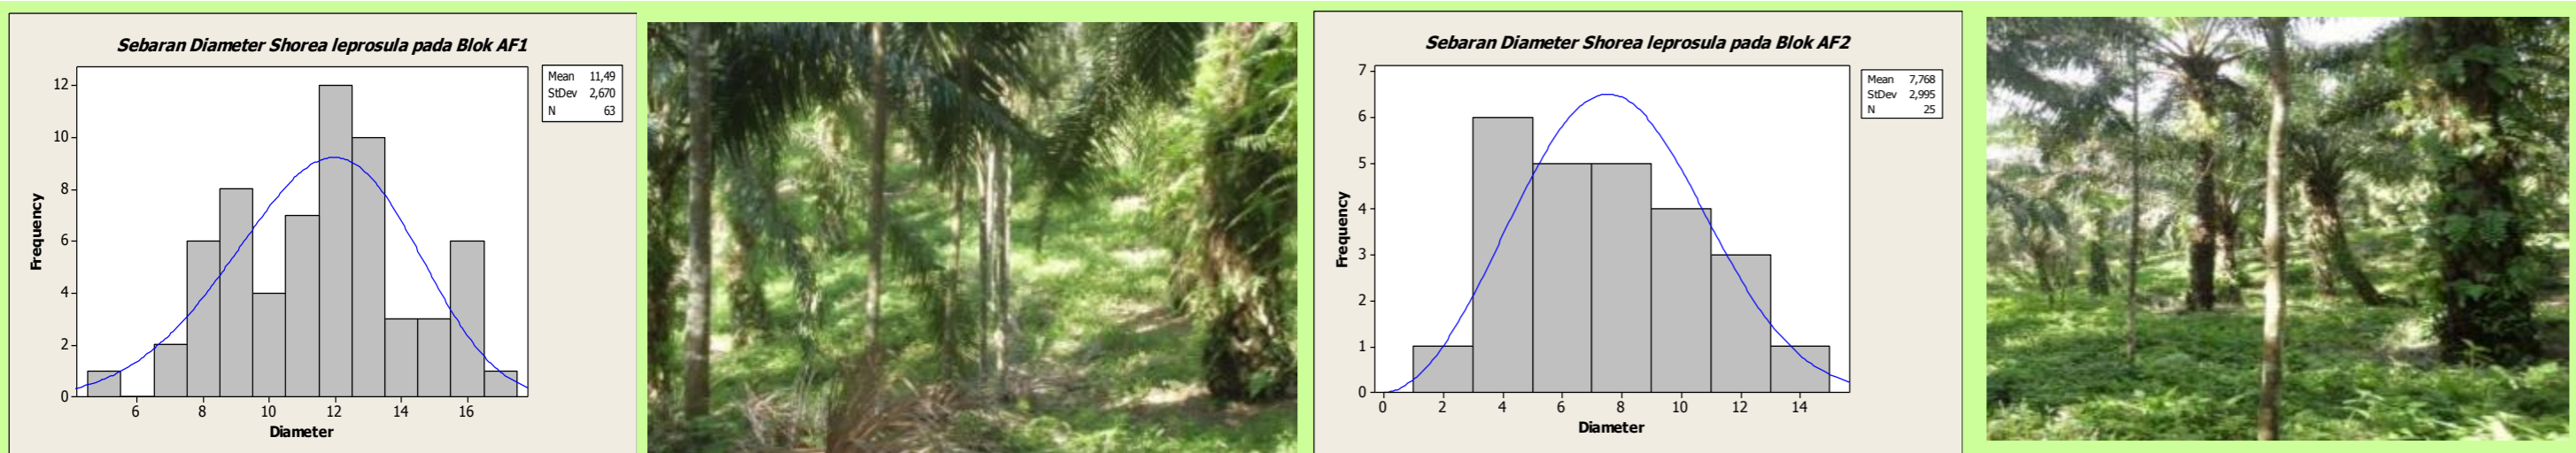 Sebaran Diameter Shorea leprosula pada Blok AF1
Mean 11,49
StDev 2,670
N 63
Frequency
12
10
8
6
4
2
0
6 8 10 12 14 16
Diameter
Sebaran Diameter Shorea leprosula pada Blok AF2
Mean 7,768
StDev 2,995
N 25
Frequency
7
6
5
4
3
2
1
0
0 2 4 6 8 10 12 14
Diameter